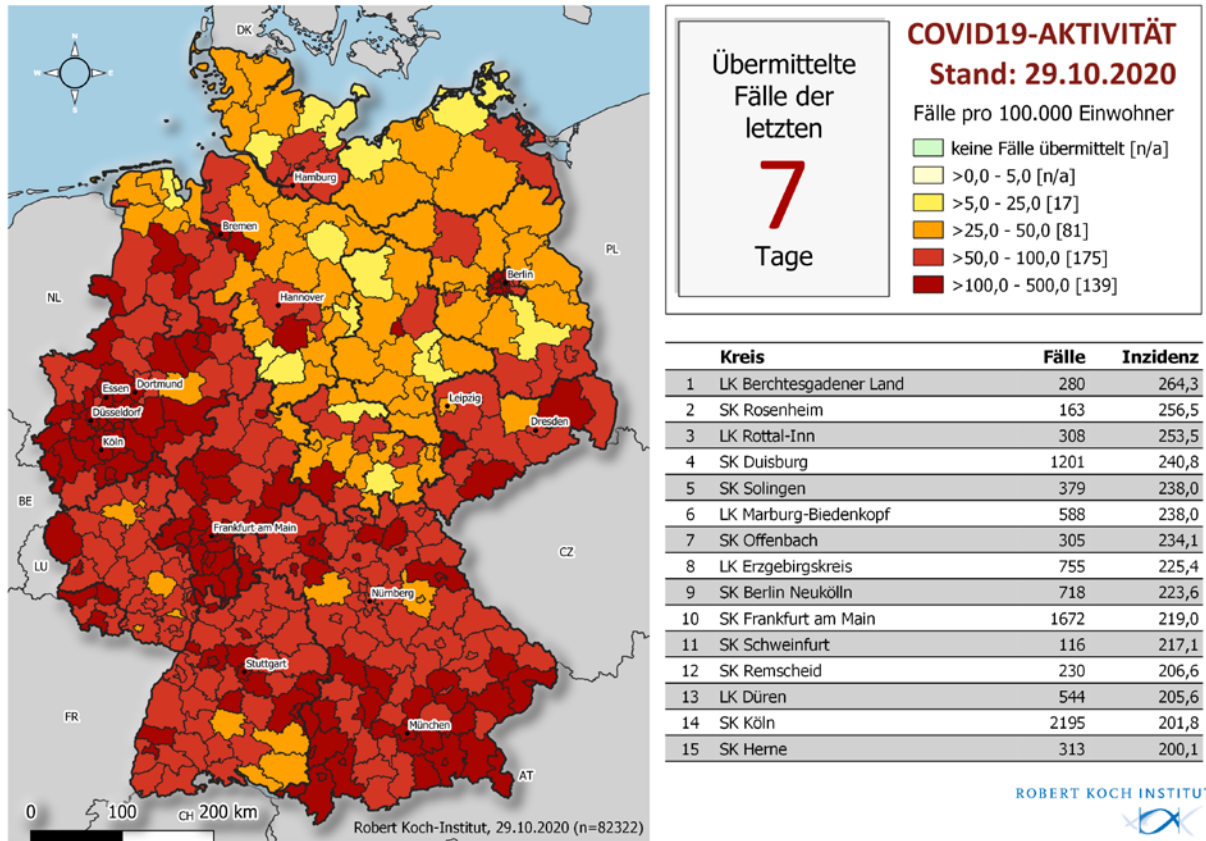 DK
N
W
E
S
Hamburg
Bremen
PL
Berlin
NL
Hannover
Essen
Dortmund
Düsseldorf
Leipzig
Dresden
Köln
BE
Frankfurt am Main
LU
CZ
Nürnberg
Stuttgart
FR
München
AT
0 100 200 km
CH
Robert Koch-Institut, 29.10.2020 (n=82322)
Übermittelte
Fälle der
letzten
7
Tage
COVID19-AKTIVITÄT
Stand: 29.10.2020
Fälle pro 100.000 Einwohner
keine Fälle übermittelt [n/a]
>0,0 - 5,0 [n/a]
>5,0 - 25,0 [17]
>25,0 - 50,0 [81]
>50,0 - 100,0 [175]
>100,0 - 500,0 [139]
Kreis Fälle Inzidenz
1 LK Berchtesgadener Land 280 264,3
2 SK Rosenheim 163 256,5
3 LK Rottal-Inn 308 253,5
4 SK Duisburg 1201 240,8
5 SK Solingen 379 238,0
6 LK Marburg-Biedenkopf 588 238,0
7 SK Offenbach 305 234,1
8 LK Erzgebirgskreis 755 225,4
9 SK Berlin Neukölln 718 223,6
10 SK Frankfurt am Main 1672 219,0
11 SK Schweinfurt 116 217,1
12 SK Remscheid 230 206,6
13 LK Düren 544 205,6
14 SK Köln 2195 201,8
15 SK Herne 313 200,1
ROBERT KOCH INSTITU